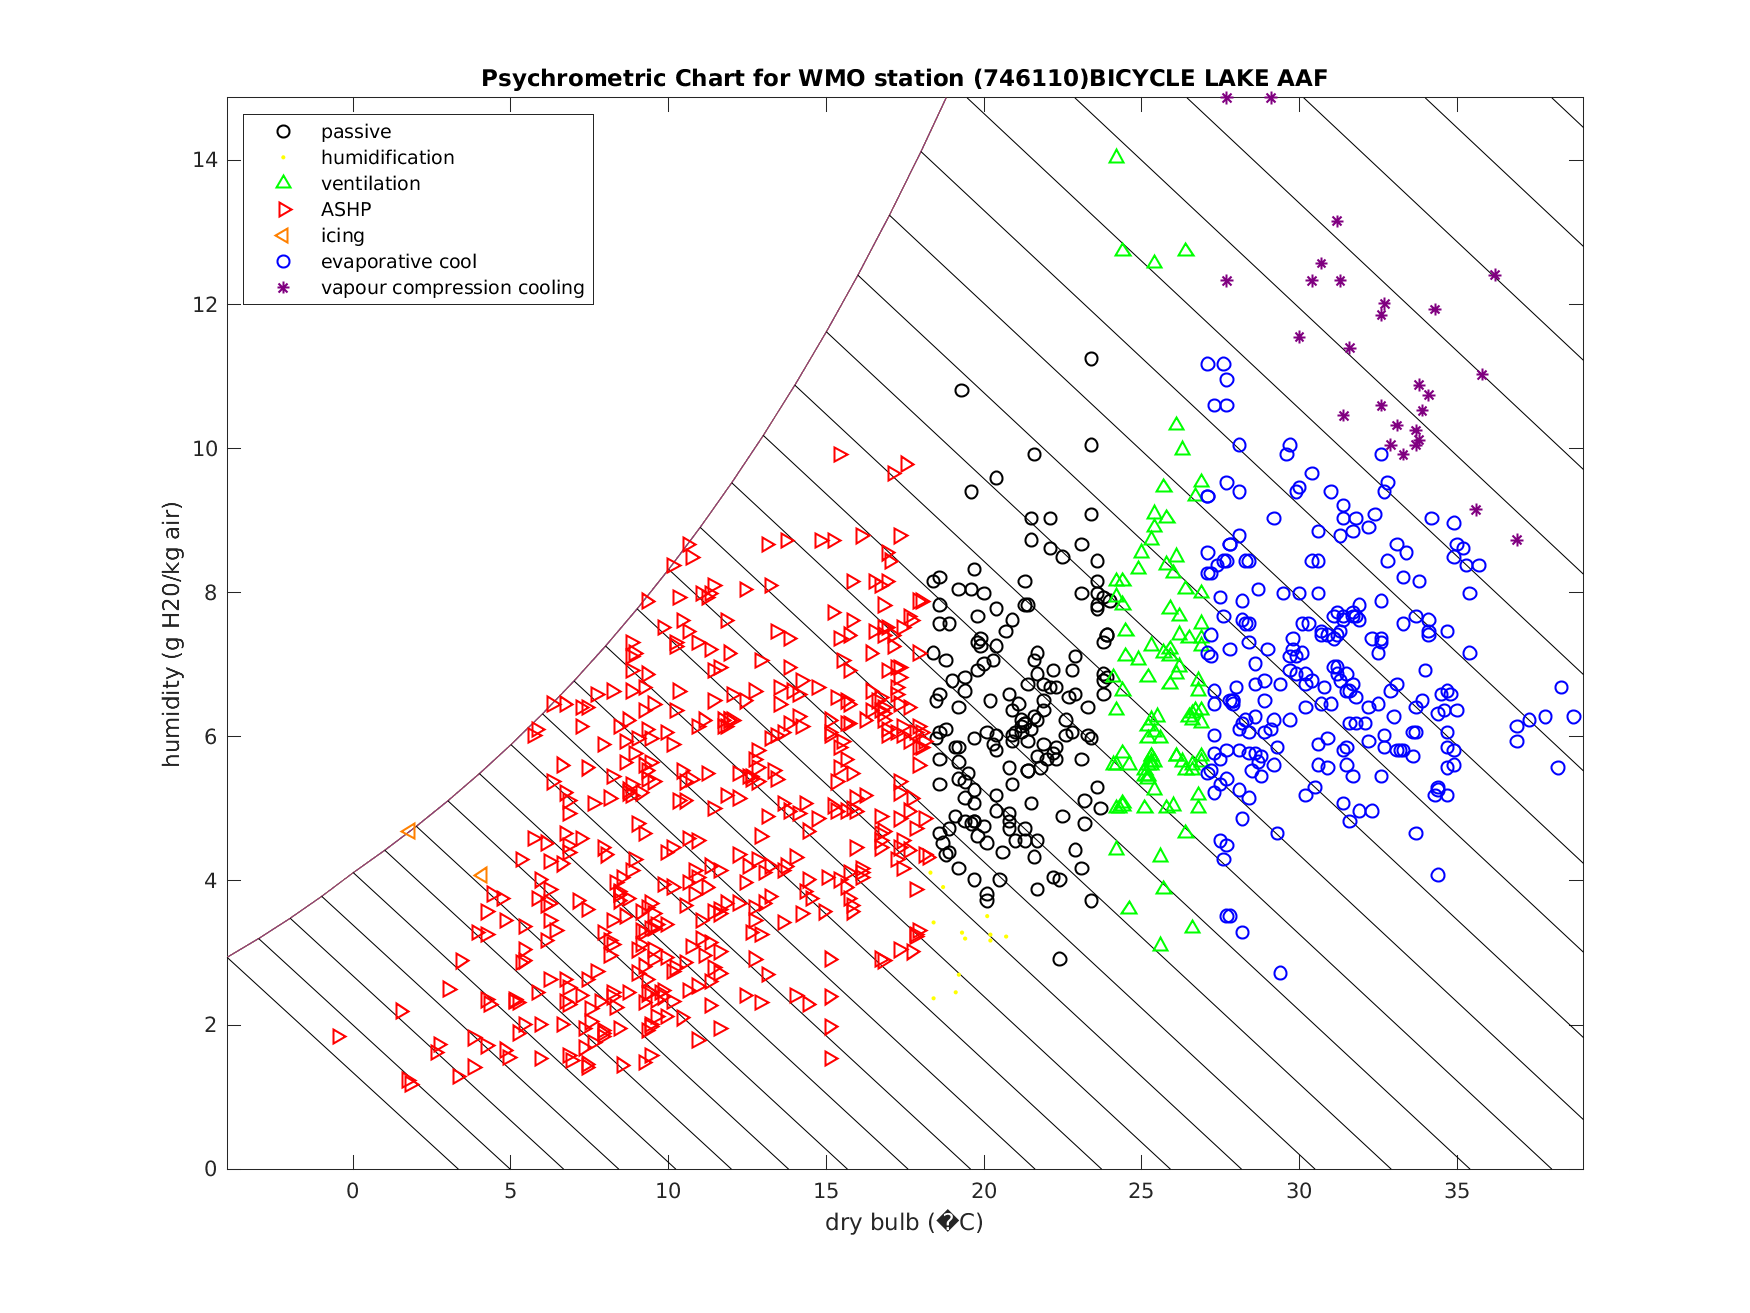 Psychrometric Chart for WMO station (746110)BICYCLE LAKE AAF
passive
humidification
ventilation
ASHP
icing
evaporative cool
vapour compression cooling
14
12
10
8
6
4
2
0
humidity (g H20/kg air)
0 5 10 15 20 25 30 35
dry bulb (�C)